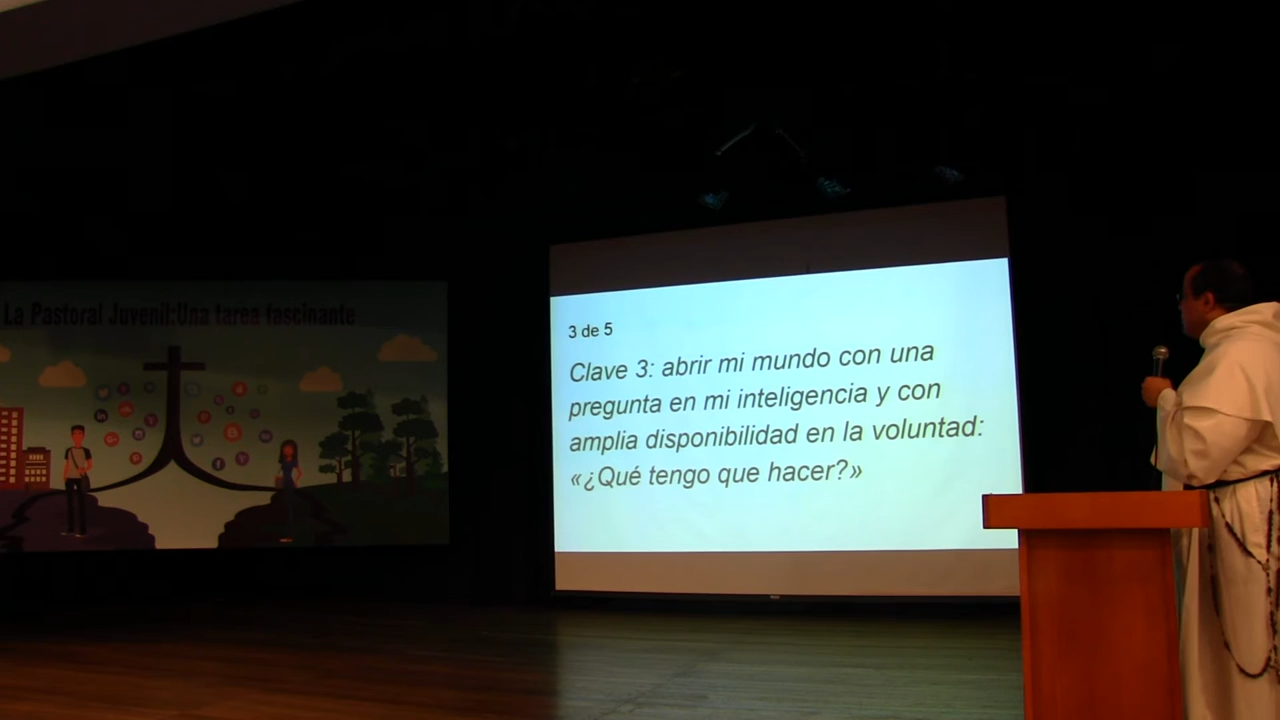 La Pastoral Juvenil:Una tarea fascinante
3 de 5
Clave 3: abrir mi mundo con una
pregunta en mi inteligencia y con
amplia disponibilidad en la voluntad:
«¿Qué tengo que hacer?»